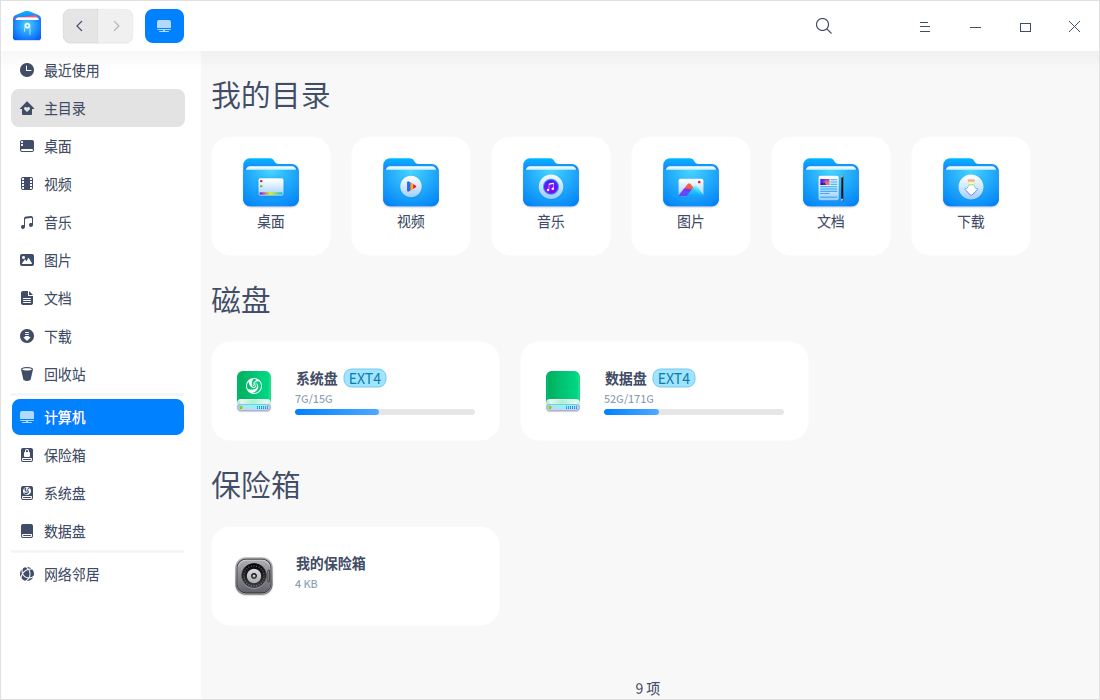 最近使用
主目录
桌面
视频
音乐
图片
文档
下载
回收站
计算机
保险箱
系统盘
数据盘
网络邻居
我的目录
桌面
视频
音乐
图片
文档
下载
磁盘
系统盘 EXT4
7G/15G
数据盘 EXT4
52G/171G
保险箱
我的保险箱
4 KB
9 项